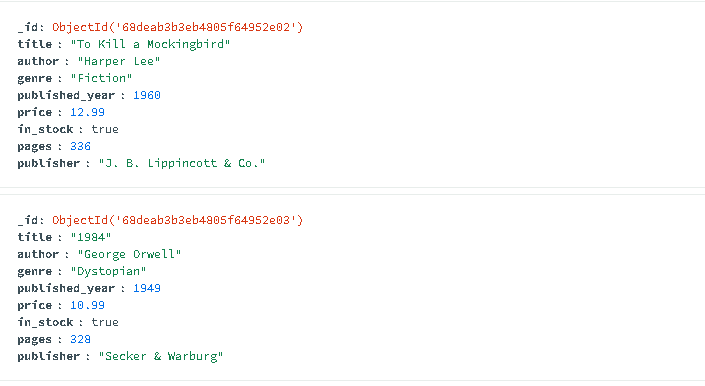 _id: ObjectId('68deab3b3eb4805f64952e02')
title : "To Kill a Mockingbird"
author : "Harper Lee"
genre : "Fiction"
published_year : 1960
price : 12.99
in_stock : true
pages : 336
publisher : "J. B. Lippincott & Co."
_id: ObjectId('68deab3b3eb4805f64952e03')
title : "1984"
author : "George Orwell"
genre : "Dystopian"
published_year : 1949
price : 10.99
in_stock : true
pages : 328
publisher : "Secker & Warburg"